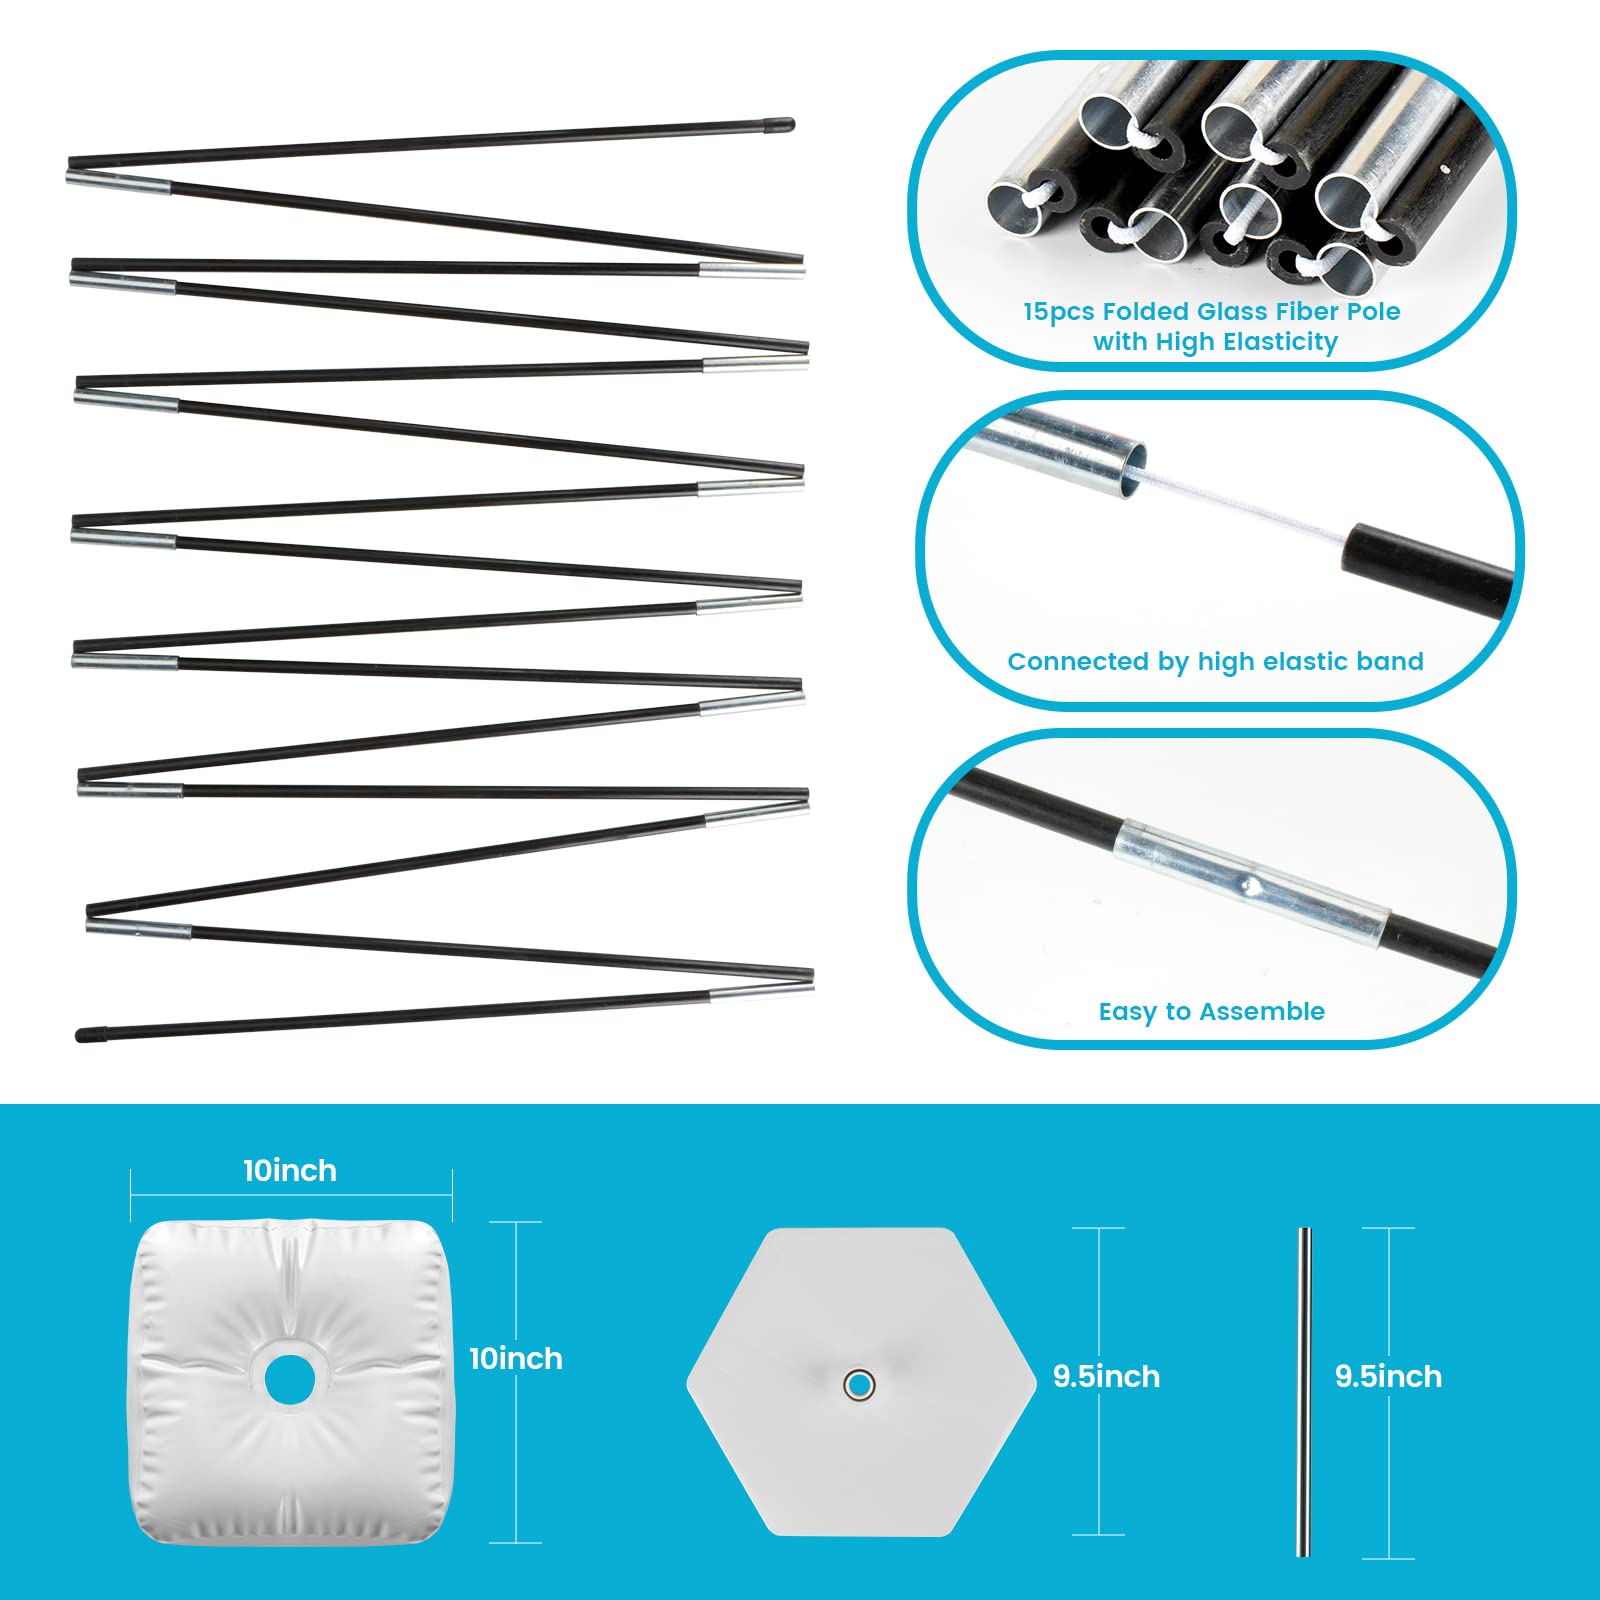 15pcs Folded Glass Fiber Pole
with High Elasticity
Connected by high elastic band
Easy to Assemble
10inch
10inch
9.5inch
9.5inch